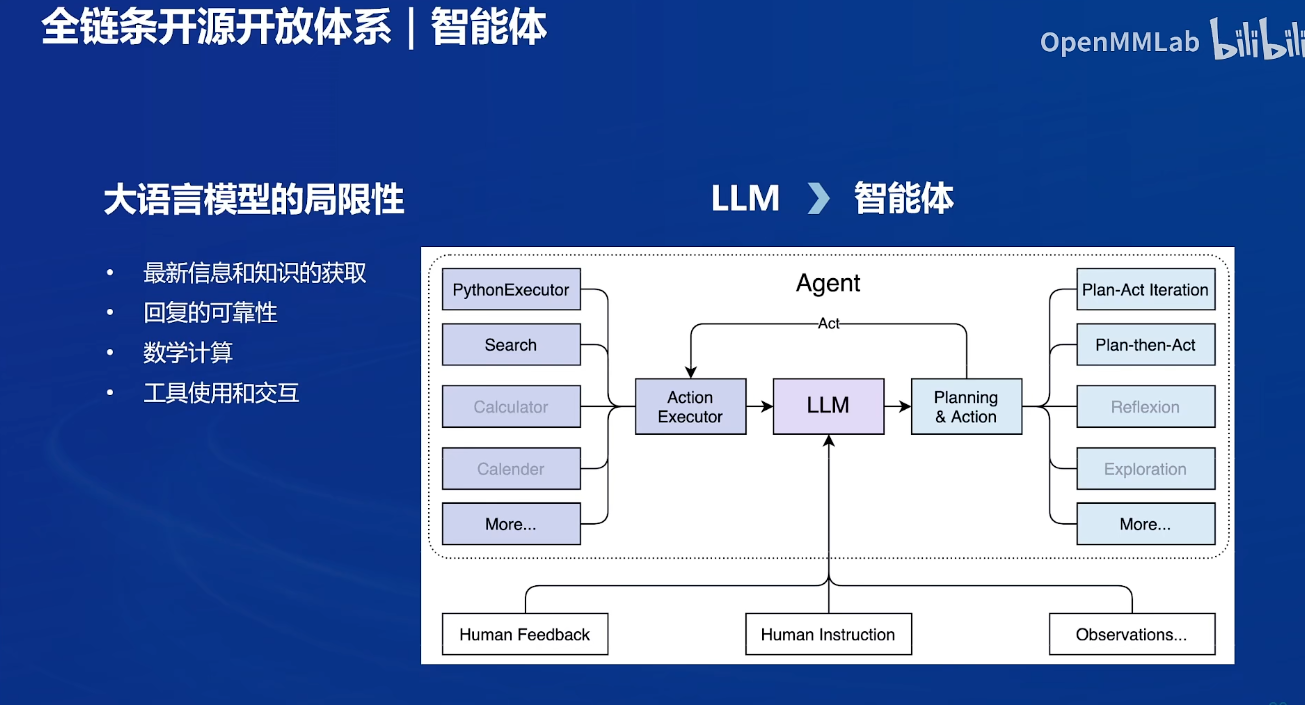 全链条开源开放体系｜智能体
OpenMMLab bilibili
大语言模型的局限性
• 最新信息和知识的获取
• 回复的可靠性
• 数学计算
• 工具使用和交互
LLM 智能体
Agent
Act
PythonExecutor
Search
Calculator
Calender
More...
Action
Executor
LLM
Planning
& Action
Plan-Act Iteration
Plan-then-Act
Reflexion
Exploration
More...
Human Feedback
Human Instruction
Observations...